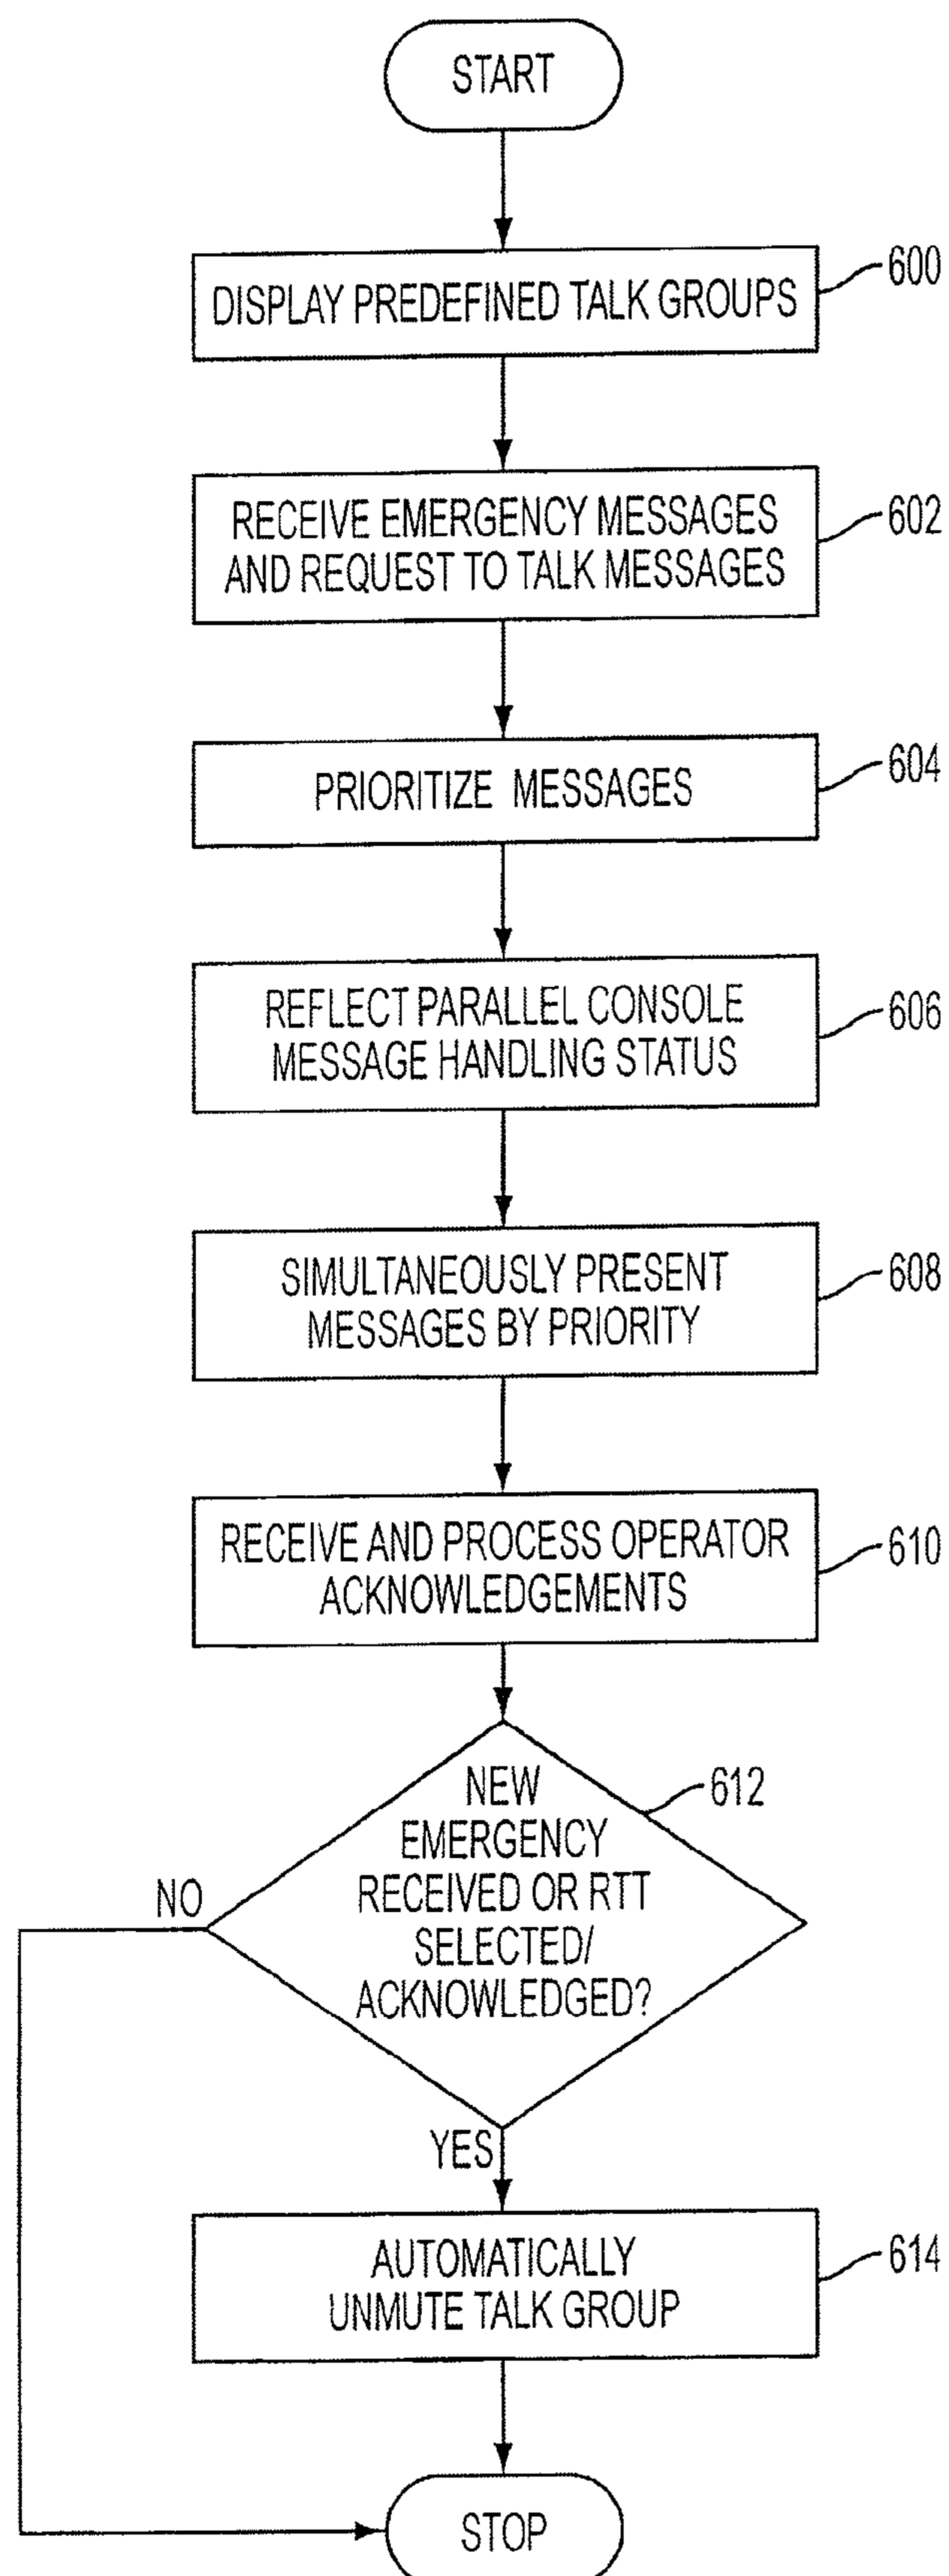 START
DISPLAY PREDEFINED TALK GROUPS
600
RECEIVE EMERGENCY MESSAGES
AND REQUEST TO TALK MESSAGES
602
PRIORITIZE MESSAGES
604
REFLECT PARALLEL CONSOLE
MESSAGE HANDLING STATUS
606
SIMULTANEOUSLY PRESENT
MESSAGES BY PRIORITY
608
RECEIVE AND PROCESS OPERATOR
ACKNOWLEDGEMENTS
610
NEW
EMERGENCY
RECEIVED OR RTT
SELECTED/
ACKNOWLEDGED?
612
NO
YES
AUTOMATICALLY
UNMUTE TALK GROUP
614
STOP